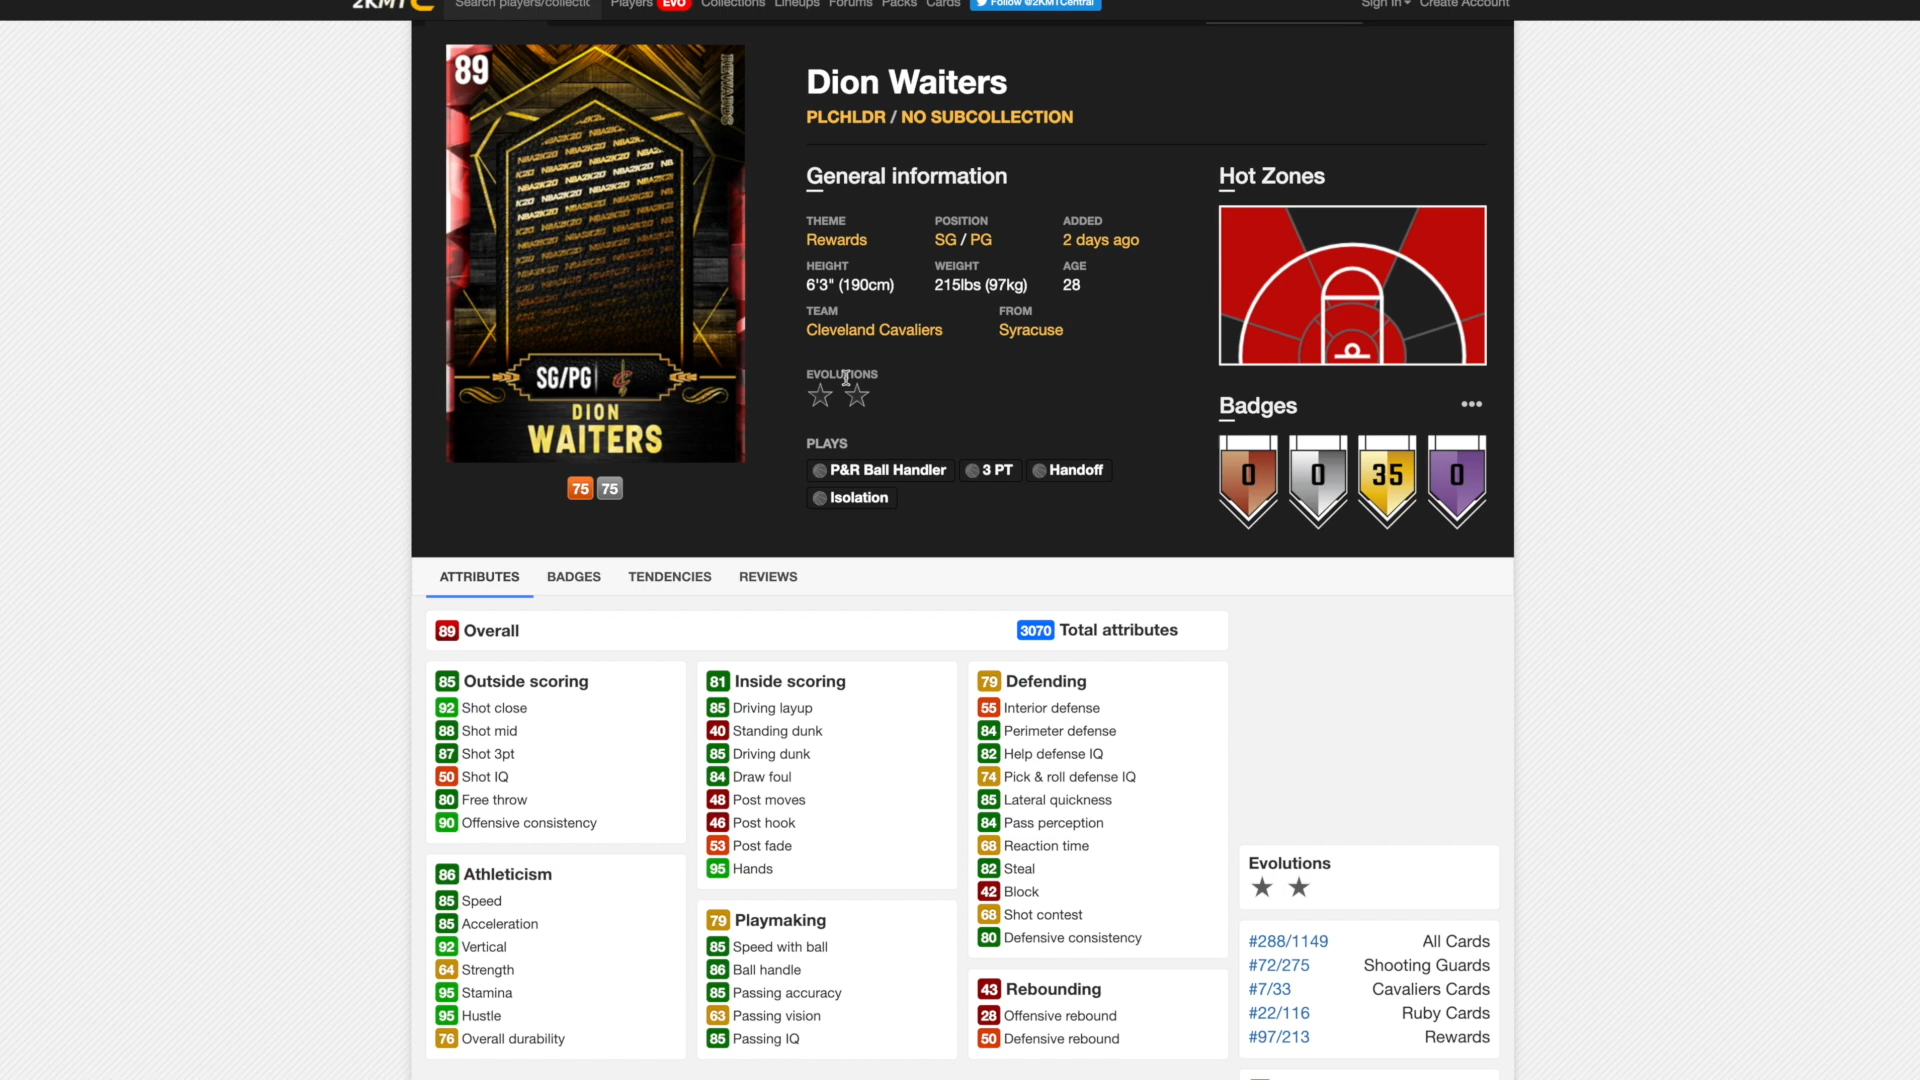 2KMTC Search players/collectic Players EVO Collections Lineups Forums Packs Cards Follow @2KMTCentral Sign In Create Account
89
REWARDS
NBA2K20
SG/PG
DION
WAITERS
75 75
Dion Waiters
PLCHLDR / NO SUBCOLLECTION
General information
THEME POSITION ADDED
Rewards SG / PG 2 days ago
HEIGHT WEIGHT AGE
6'3" (190cm) 215lbs (97kg) 28
TEAM FROM
Cleveland Cavaliers Syracuse
EVOLUTIONS
PLAYS
P&R Ball Handler 3 PT Handoff
Isolation
Hot Zones
Badges
0 0 35 0
ATTRIBUTES BADGES TENDENCIES REVIEWS
89 Overall 3070 Total attributes
85 Outside scoring
92 Shot close
88 Shot mid
87 Shot 3pt
50 Shot IQ
80 Free throw
90 Offensive consistency
86 Athleticism
85 Speed
85 Acceleration
92 Vertical
64 Strength
95 Stamina
95 Hustle
76 Overall durability
81 Inside scoring
85 Driving layup
40 Standing dunk
85 Driving dunk
84 Draw foul
48 Post moves
46 Post hook
53 Post fade
95 Hands
79 Playmaking
85 Speed with ball
86 Ball handle
85 Passing accuracy
63 Passing vision
85 Passing IQ
79 Defending
55 Interior defense
84 Perimeter defense
82 Help defense IQ
74 Pick & roll defense IQ
85 Lateral quickness
84 Pass perception
68 Reaction time
82 Steal
42 Block
68 Shot contest
80 Defensive consistency
43 Rebounding
28 Offensive rebound
50 Defensive rebound
Evolutions
#288/1149 All Cards
#72/275 Shooting Guards
#7/33 Cavaliers Cards
#22/116 Ruby Cards
#97/213 Rewards